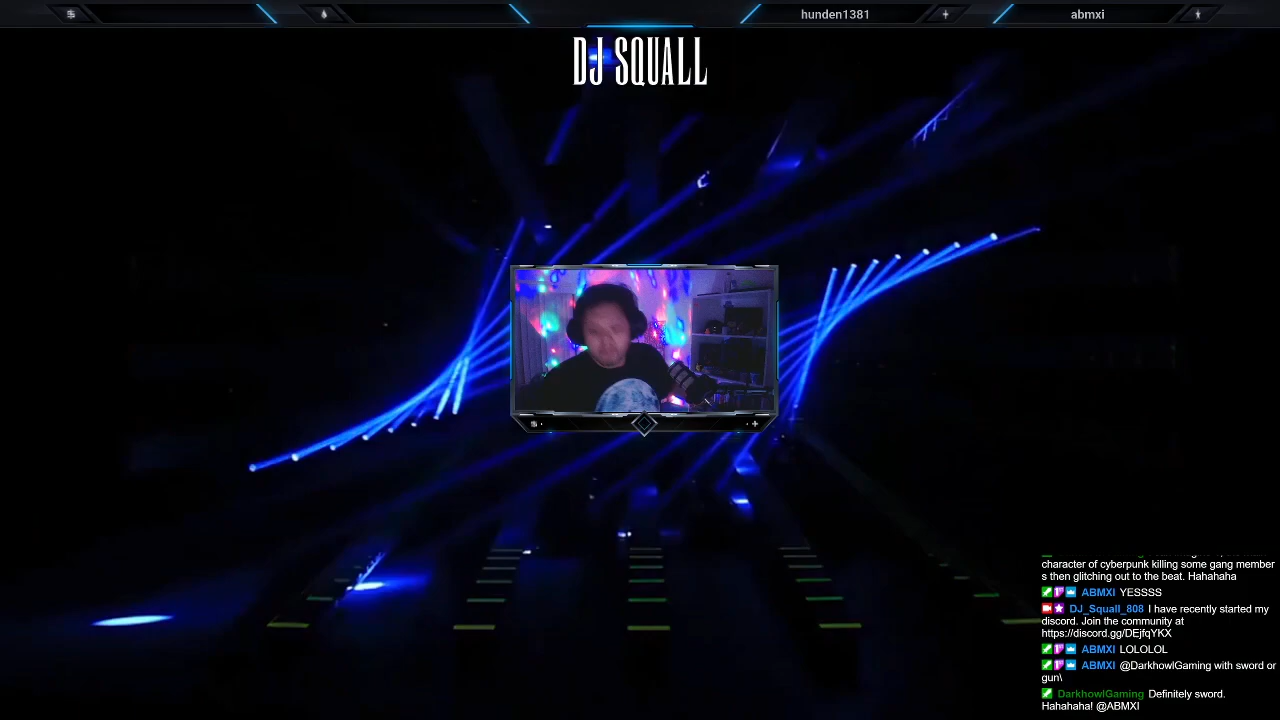 hunden1381
abmxi
DJ SQUALL
character of cyberpunk killing some gang member
s then glitching out to the beat. Hahahaha
ABMXI YESSSS
DJ_Squall_808 I have recently started my
discord. Join the community at
https://discord.gg/DEjfqYKX
ABMXI LOLOLOL
ABMXI @DarkhowlGaming with sword or
gun\
DarkhowlGaming Definitely sword.
Hahahaha! @ABMXI